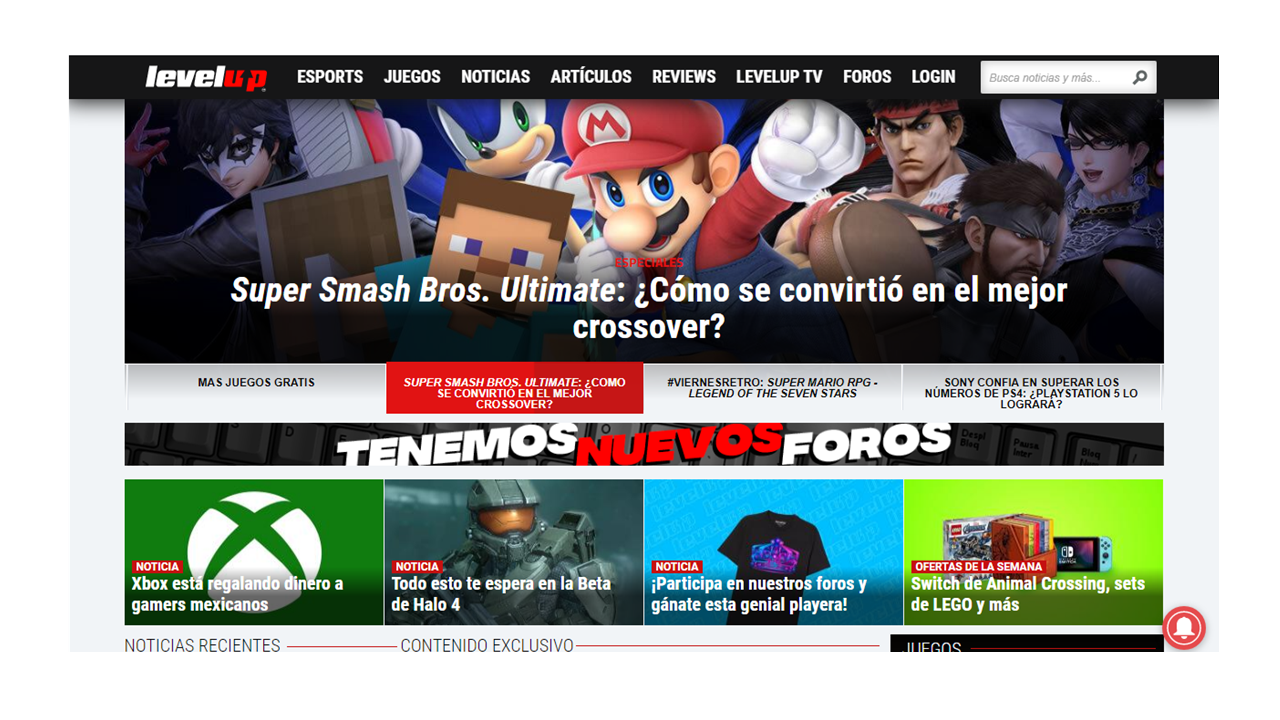 levelup ESPORTS JUEGOS NOTICIAS ARTÍCULOS REVIEWS LEVELUP TV FOROS LOGIN Busca noticias y más...
ESPECIALES
Super Smash Bros. Ultimate: ¿Cómo se convirtió en el mejor
crossover?
MAS JUEGOS GRATIS
SUPER SMASH BROS. ULTIMATE: ¿COMO
SE CONVIRTIÓ EN EL MEJOR
CROSSOVER?
#VIERNESRETRO: SUPER MARIO RPG -
LEGEND OF THE SEVEN STARS
SONY CONFIA EN SUPERAR LOS
NÚMEROS DE PS4: ¿PLAYSTATION 5 LO
LOGRARÁ?
TENEMOS NUEVOS FOROS
NOTICIA
Xbox está regalando dinero a
gamers mexicanos
NOTICIA
Todo esto te espera en la Beta
de Halo 4
NOTICIA
¡Participa en nuestros foros y
gánate esta genial playera!
OFERTAS DE LA SEMANA
Switch de Animal Crossing, sets
de LEGO y más
NOTICIAS RECIENTES
CONTENIDO EXCLUSIVO
JUEGOS